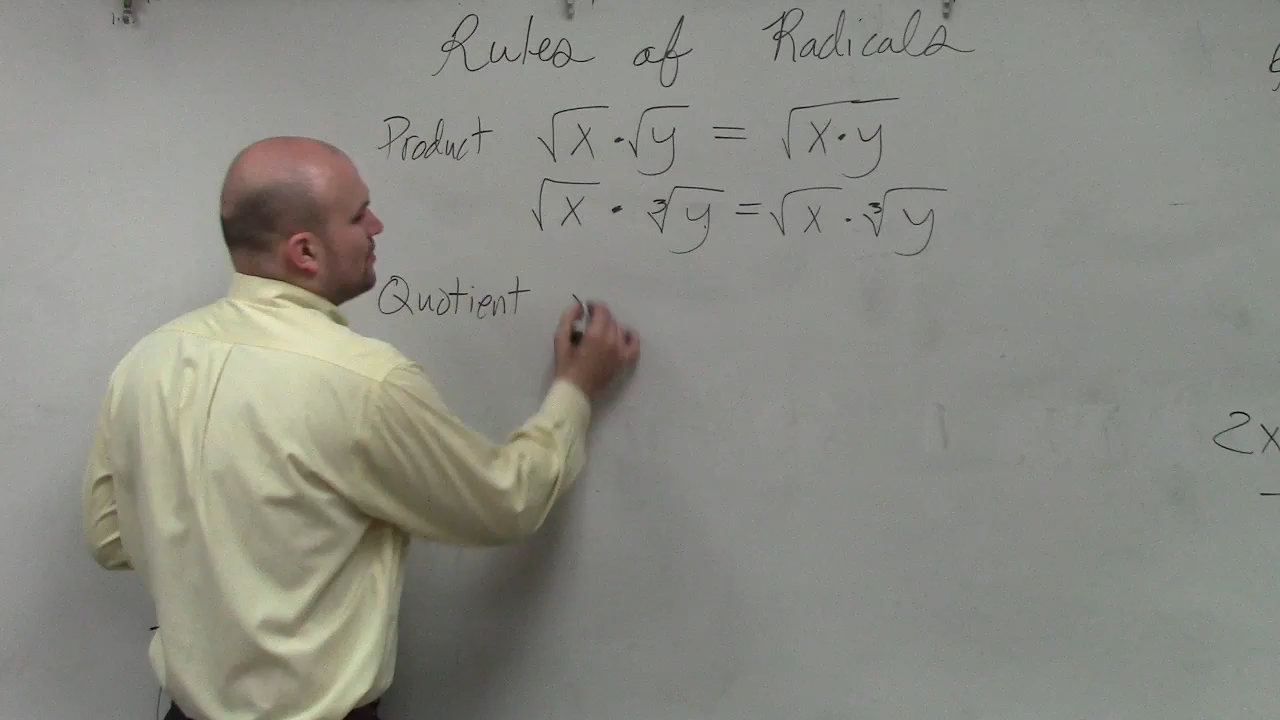 Rules of Radicals
Product √x · √y = √x · y
√x · ∛y = √x · ∛y
Quotient
2x